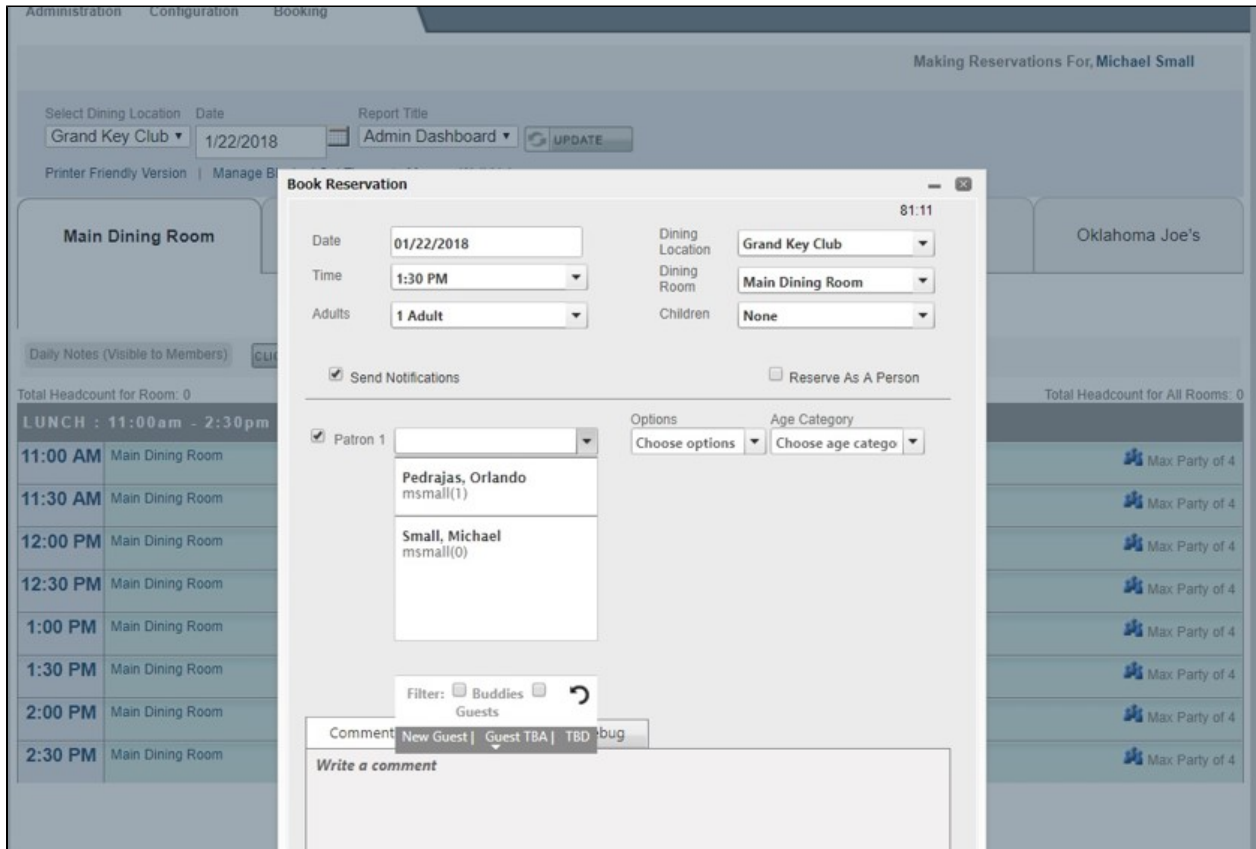 Administration Configuration Booking
Making Reservations For, Michael Small
Select Dining Location Date Report Title
Grand Key Club 1/22/2018 Admin Dashboard UPDATE
Printer Friendly Version | Manage
Book Reservation
81:11
Main Dining Room
Oklahoma Joe's
Date 01/22/2018 Dining Location Grand Key Club
Time 1:30 PM Dining Room Main Dining Room
Adults 1 Adult Children None
Daily Notes (Visible to Members)
Send Notifications Reserve As A Person
Total Headcount for Room: 0 Total Headcount for All Rooms: 0
LUNCH : 11:00am - 2:30pm
Options Age Category
Patron 1 Choose options Choose age catego
11:00 AM Main Dining Room Max Party of 4
Pedrajas, Orlando
msmall(1)
11:30 AM Main Dining Room Max Party of 4
Small, Michael
msmall(0)
12:00 PM Main Dining Room Max Party of 4
12:30 PM Main Dining Room Max Party of 4
1:00 PM Main Dining Room Max Party of 4
1:30 PM Main Dining Room Max Party of 4
Filter: Buddies
Guests
2:00 PM Main Dining Room Max Party of 4
Comment New Guest | Guest TBA | TBD bug
2:30 PM Main Dining Room Max Party of 4
Write a comment